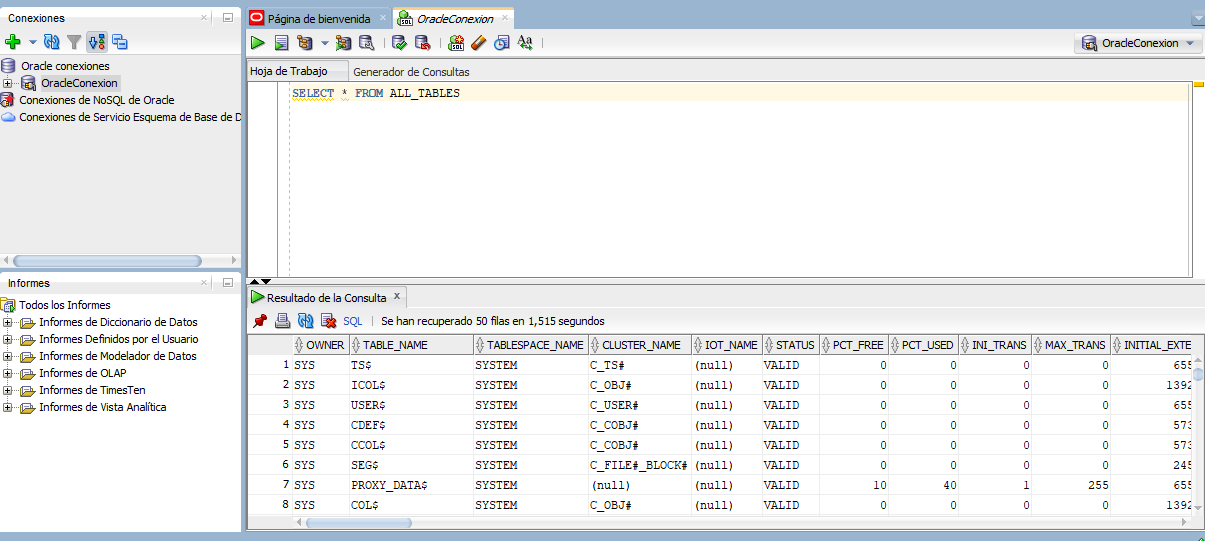 Conexiones
Oracle conexiones
OracleConexion
Conexiones de NoSQL de Oracle
Conexiones de Servicio Esquema de Base de D
Informes
Todos los Informes
Informes de Diccionario de Datos
Informes Definidos por el Usuario
Informes de Modelador de Datos
Informes de OLAP
Informes de TimesTen
Informes de Vista Analítica
Página de bienvenida OracleConexion
SQL Aa OracleConexion
Hoja de Trabajo Generador de Consultas
SELECT * FROM ALL_TABLES
Resultado de la Consulta x
SQL | Se han recuperado 50 filas en 1,515 segundos
OWNER TABLE_NAME TABLESPACE_NAME CLUSTER_NAME IOT_NAME STATUS PCT_FREE PCT_USED INI_TRANS MAX_TRANS INITIAL_EXTE
1 SYS TS$ SYSTEM C_TS# (null) VALID 0 0 0 0 655
2 SYS ICOL$ SYSTEM C_OBJ# (null) VALID 0 0 0 0 1392
3 SYS USER$ SYSTEM C_USER# (null) VALID 0 0 0 0 655
4 SYS CDEF$ SYSTEM C_COBJ# (null) VALID 0 0 0 0 573
5 SYS CCOL$ SYSTEM C_COBJ# (null) VALID 0 0 0 0 573
6 SYS SEG$ SYSTEM C_FILE#_BLOCK# (null) VALID 0 0 0 0 245
7 SYS PROXY_DATA$ SYSTEM (null) (null) VALID 10 40 1 255 655
8 SYS COL$ SYSTEM C_OBJ# (null) VALID 0 0 0 0 1392